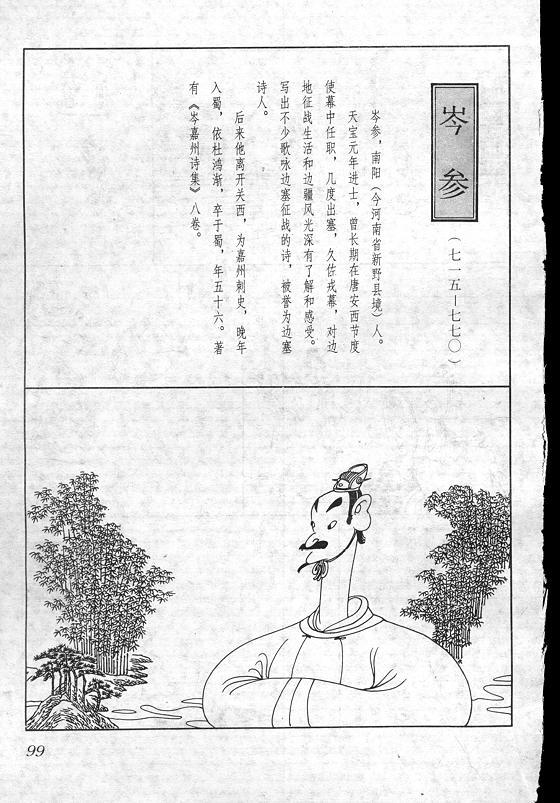 岑参
（七一五－七七〇）
岑参，南阳（今河南省新野县境）人。
天宝元年进士，曾长期在唐安西节度
使幕中任职，几度出塞，久佐戎幕，对边
地征战生活和边疆风光深有了解和感受。
写出不少歌咏边塞征战的诗，被誉为边塞
诗人。
后来他离开关西，为嘉州刺史，晚年
入蜀，依杜鸿渐，卒于蜀，年五十六。著
有《岑嘉州诗集》八卷。
99